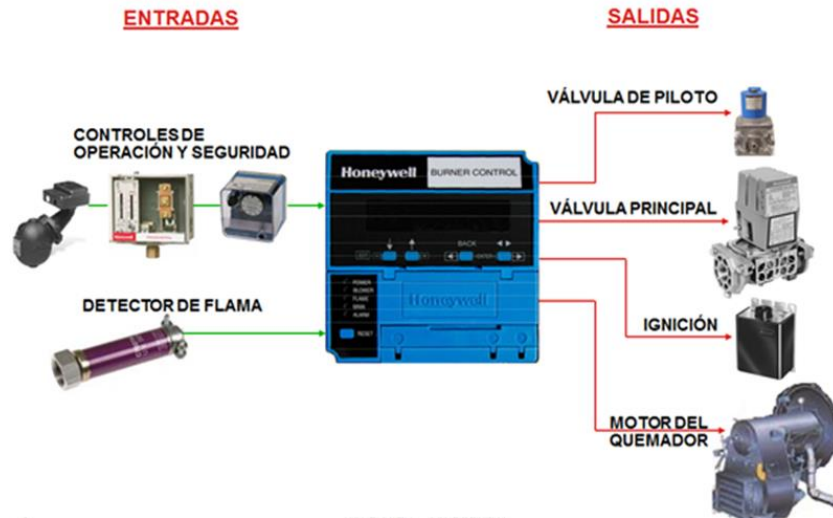 ENTRADAS
SALIDAS
CONTROLES DE
OPERACIÓN Y SEGURIDAD
DETECTOR DE FLAMA
Honeywell
BURNER CONTROL
BACK
ENTER
POWER
BLOWER
FLAME
MAIN
ALARM
RESET
Honeywell
VÁLVULA DE PILOTO
VÁLVULA PRINCIPAL
IGNICIÓN
MOTOR DEL
QUEMADOR